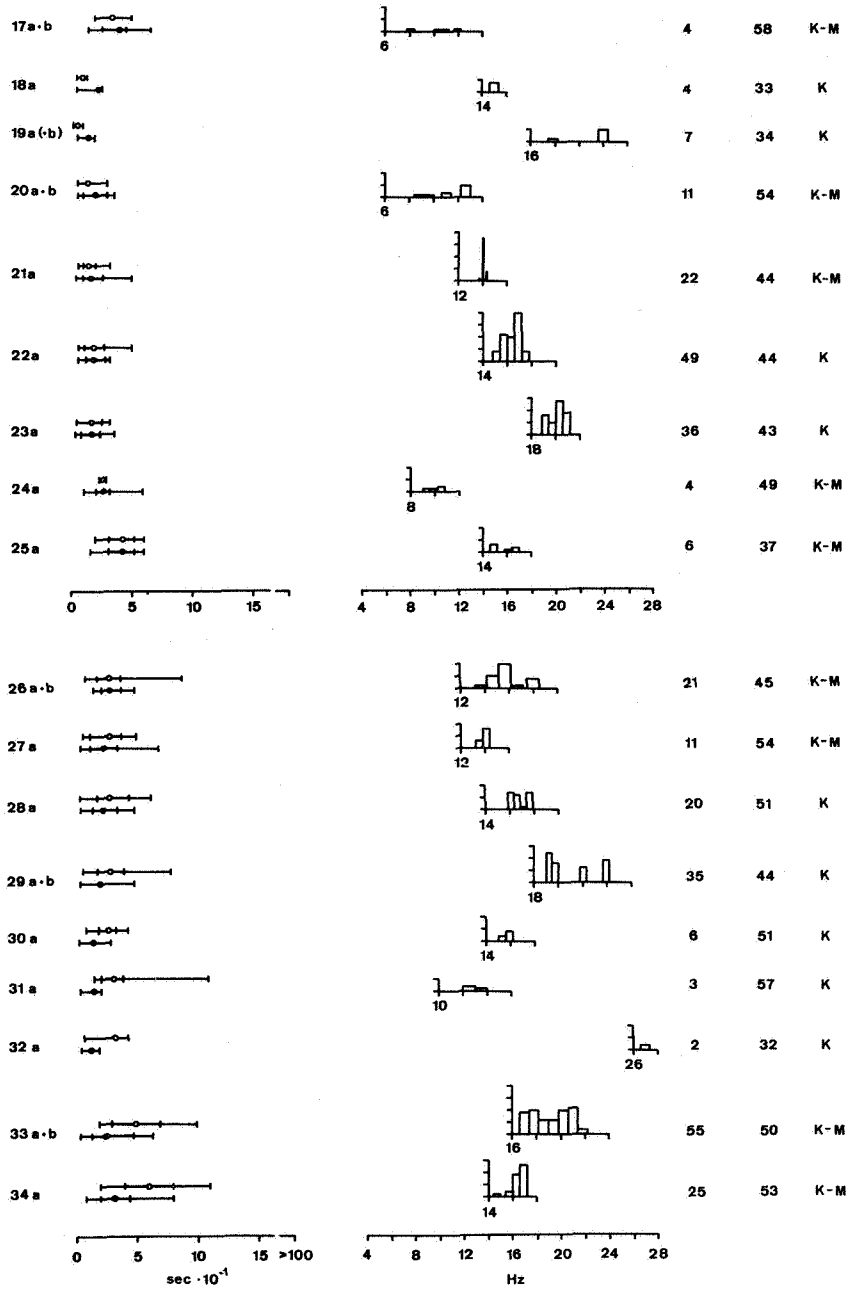 17a+b 6 4 58 K-M
18a 14 4 33 K
19a(+b) 16 7 34 K
20a+b 6 11 54 K-M
21a 12 22 44 K-M
22a 14 49 44 K
23a 18 36 43 K
24a 8 4 49 K-M
25a 14 6 37 K-M
0 5 10 15 4 8 12 16 20 24 28
26a+b 12 21 45 K-M
27a 12 11 54 K-M
28a 14 20 51 K
29a+b 18 35 44 K
30a 14 6 51 K
31a 10 3 57 K
32a 26 2 32 K
33a+b 16 55 50 K-M
34a 14 25 53 K-M
0 5 10 15 >100 4 8 12 16 20 24 28
sec · 10⁻¹ Hz